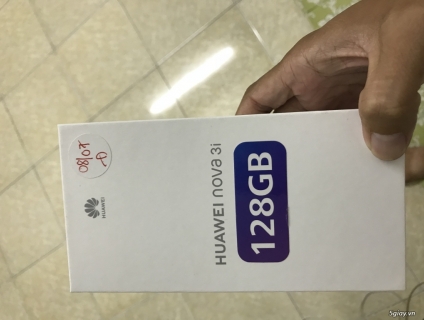 08/07
HUAWEI
HUAWEI nova 3i
128GB
5giay.vn